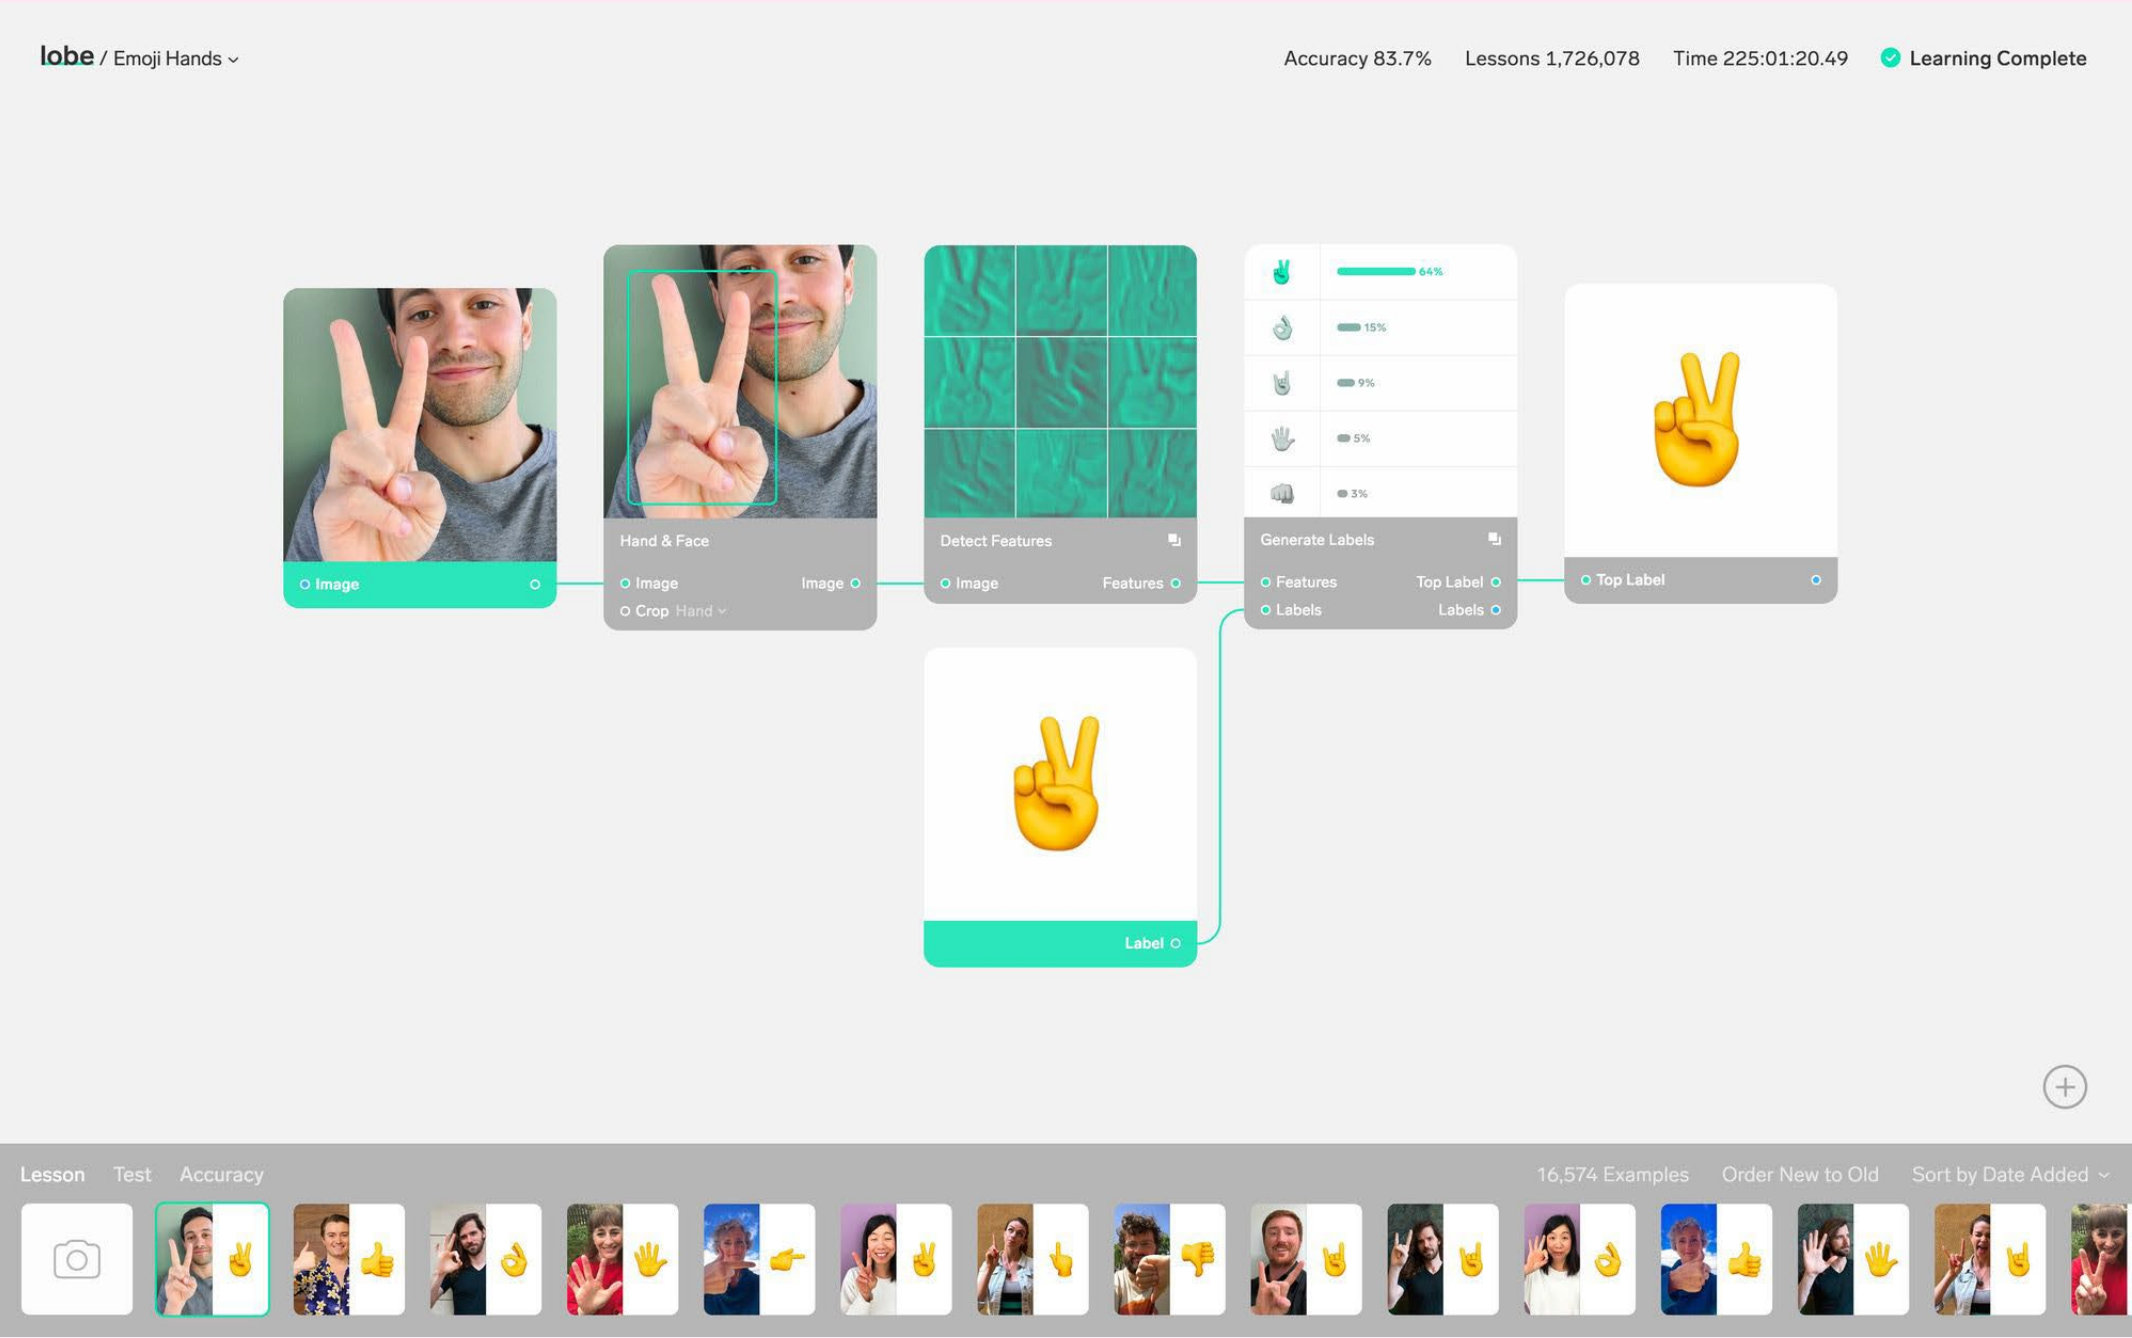 lobe / Emoji Hands
Accuracy 83.7% Lessons 1,726,078 Time 225:01:20.49 Learning Complete
Image
Hand & Face
Image Image
Crop Hand
Detect Features
Image Features
64%
15%
9%
5%
3%
Generate Labels
Features Top Label
Labels Labels
Top Label
Label
Lesson Test Accuracy
16,574 Examples Order New to Old Sort by Date Added